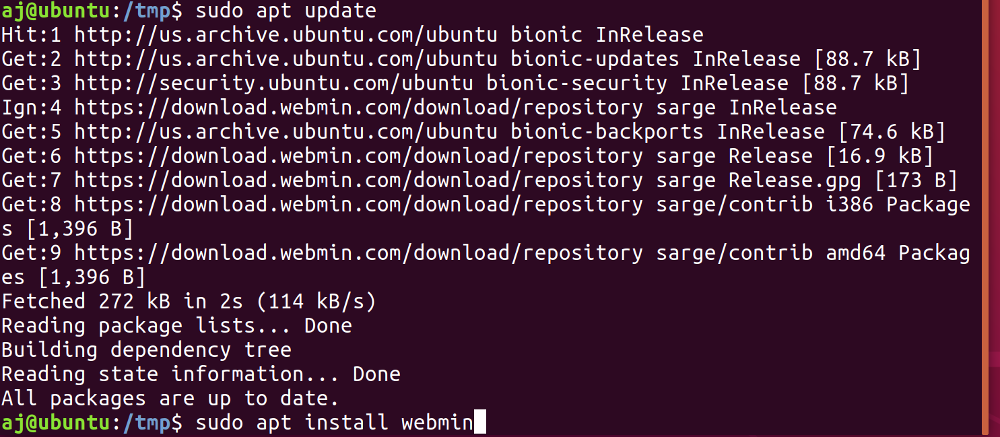 aj@ubuntu:/tmp$ sudo apt update
Hit:1 http://us.archive.ubuntu.com/ubuntu bionic InRelease
Get:2 http://us.archive.ubuntu.com/ubuntu bionic-updates InRelease [88.7 kB]
Get:3 http://security.ubuntu.com/ubuntu bionic-security InRelease [88.7 kB]
Ign:4 https://download.webmin.com/download/repository sarge InRelease
Get:5 http://us.archive.ubuntu.com/ubuntu bionic-backports InRelease [74.6 kB]
Get:6 https://download.webmin.com/download/repository sarge Release [16.9 kB]
Get:7 https://download.webmin.com/download/repository sarge Release.gpg [173 B]
Get:8 https://download.webmin.com/download/repository sarge/contrib i386 Package
s [1,396 B]
Get:9 https://download.webmin.com/download/repository sarge/contrib amd64 Packag
es [1,396 B]
Fetched 272 kB in 2s (114 kB/s)
Reading package lists... Done
Building dependency tree
Reading state information... Done
All packages are up to date.
aj@ubuntu:/tmp$ sudo apt install webmin